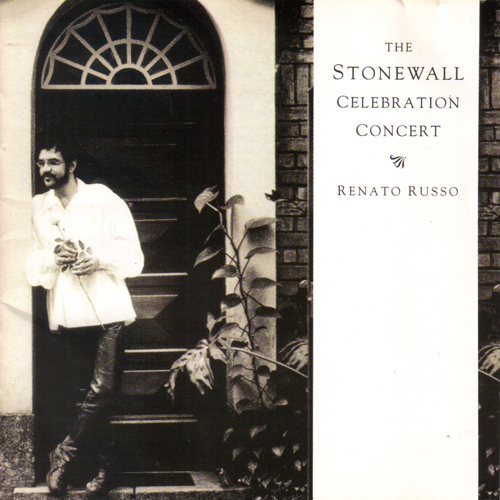 THE
STONEWALL
CELEBRATION
CONCERT
RENATO RUSSO